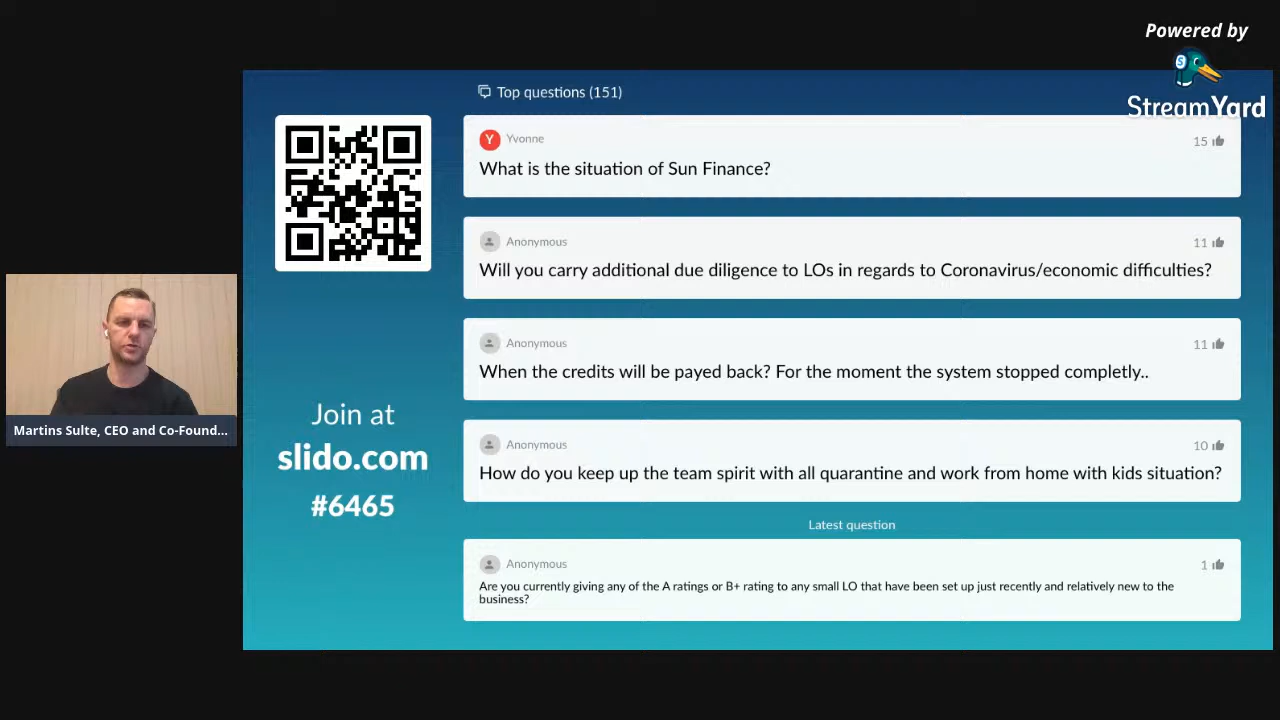 Powered by
StreamYard
Top questions (151)
Y Yvonne 15
What is the situation of Sun Finance?
Anonymous 11
Will you carry additional due diligence to LOs in regards to Coronavirus/economic difficulties?
Anonymous 11
When the credits will be payed back? For the moment the system stopped completly..
Anonymous 10
How do you keep up the team spirit with all quarantine and work from home with kids situation?
Latest question
Anonymous 1
Are you currently giving any of the A ratings or B+ rating to any small LO that have been set up just recently and relatively new to the
business?
Join at
slido.com
#6465
Martins Sulte, CEO and Co-Found...